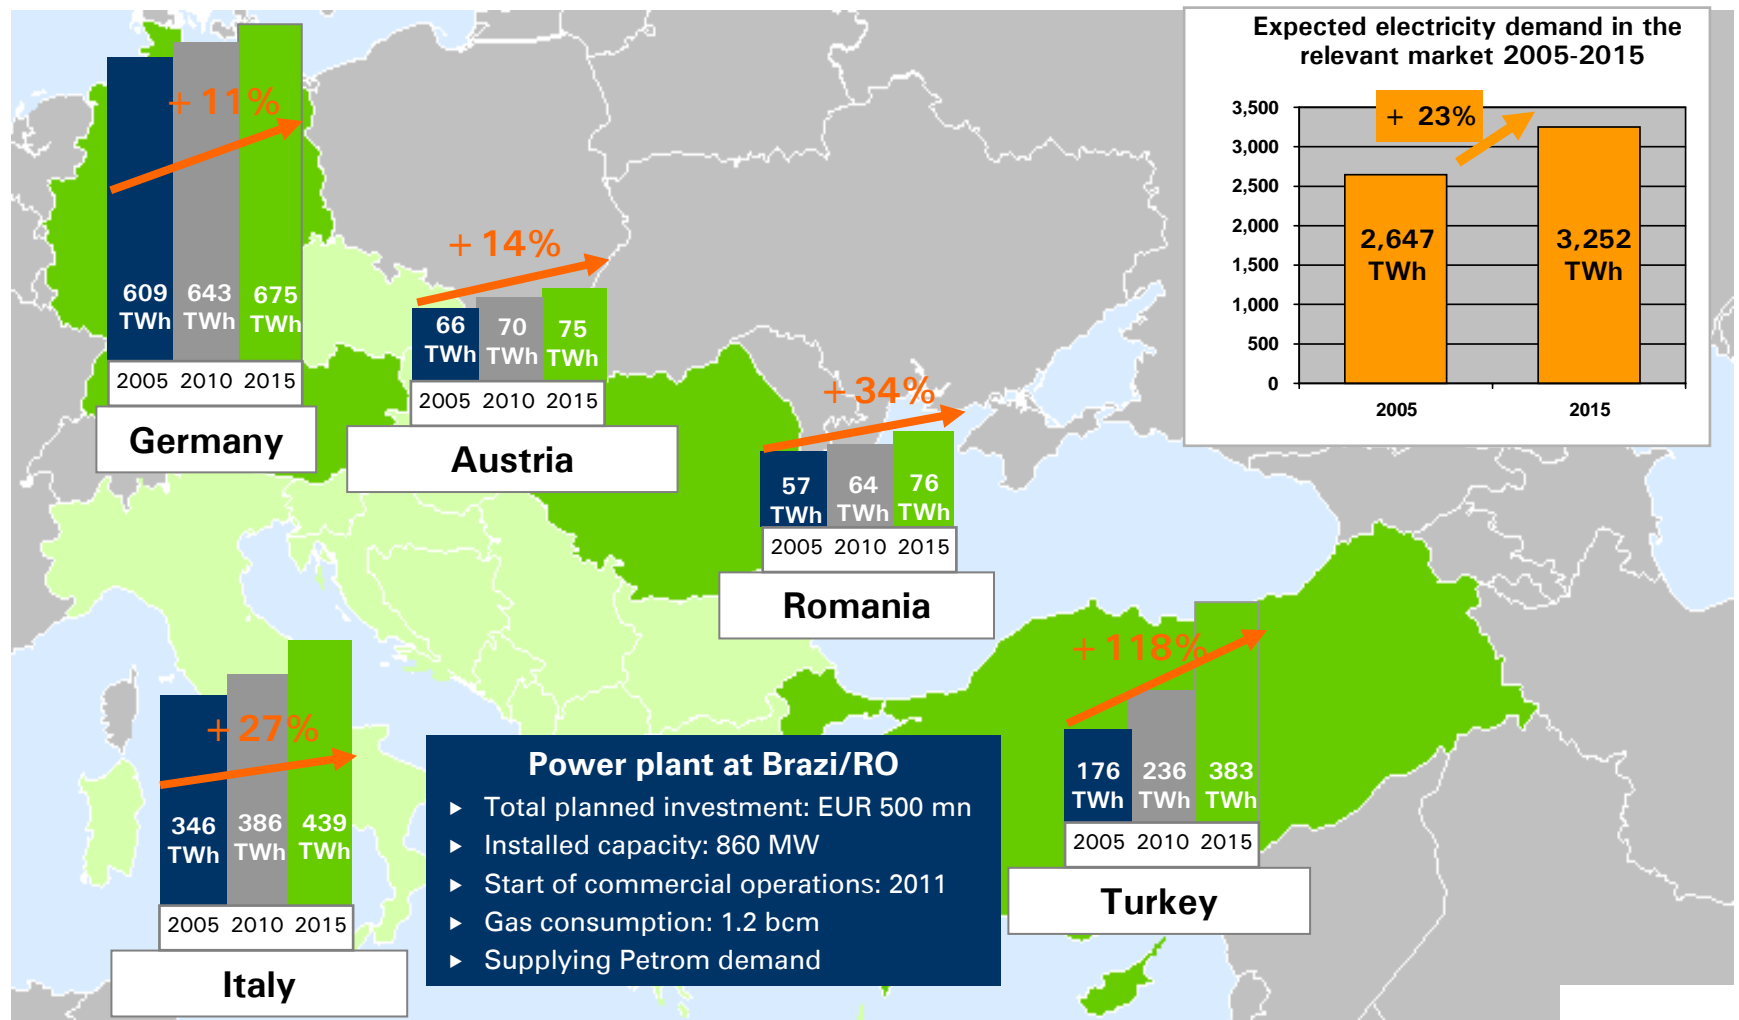 Expected electricity demand in the
relevant market 2005-2015
3,500
3,000
2,500
2,000
1,500
1,000
500
0
+ 23%
2,647
TWh
3,252
TWh
2005
2015
+ 11%
609
TWh
643
TWh
675
TWh
2005 2010 2015
Germany
+ 14%
66
TWh
70
TWh
75
TWh
2005 2010 2015
Austria
+ 34%
57
TWh
64
TWh
76
TWh
2005 2010 2015
Romania
+ 118%
176
TWh
236
TWh
383
TWh
2005 2010 2015
Turkey
+ 27%
346
TWh
386
TWh
439
TWh
2005 2010 2015
Italy
Power plant at Brazi/RO
▸ Total planned investment: EUR 500 mn
▸ Installed capacity: 860 MW
▸ Start of commercial operations: 2011
▸ Gas consumption: 1.2 bcm
▸ Supplying Petrom demand